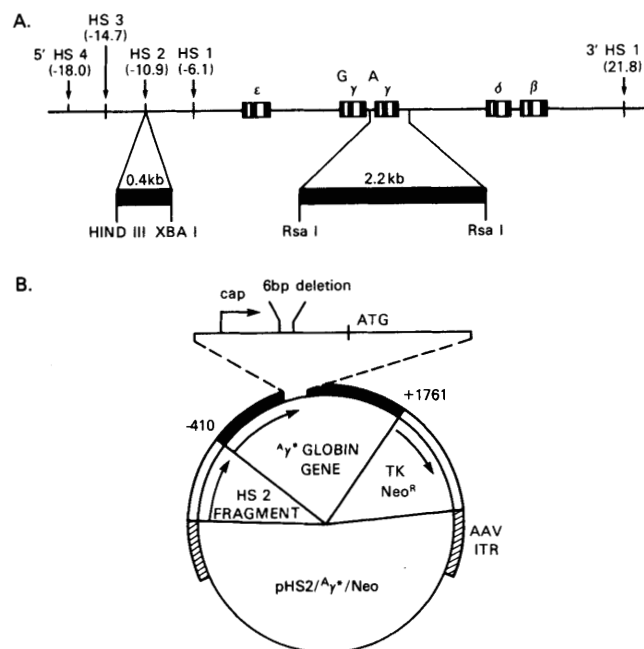 A.
HS 3
(-14.7)
5' HS 4
(-18.0)
HS 2
(-10.9)
HS 1
(-6.1)
3' HS 1
(21.8)
ε
G
γ
A
γ
δ
β
0.4kb
HIND III XBA I
2.2kb
Rsa I
Rsa I
B.
cap
6bp deletion
ATG
-410
+1761
Aγ* GLOBIN
GENE
HS 2
FRAGMENT
TK
NeoR
AAV
ITR
pHS2/Aγ*/Neo